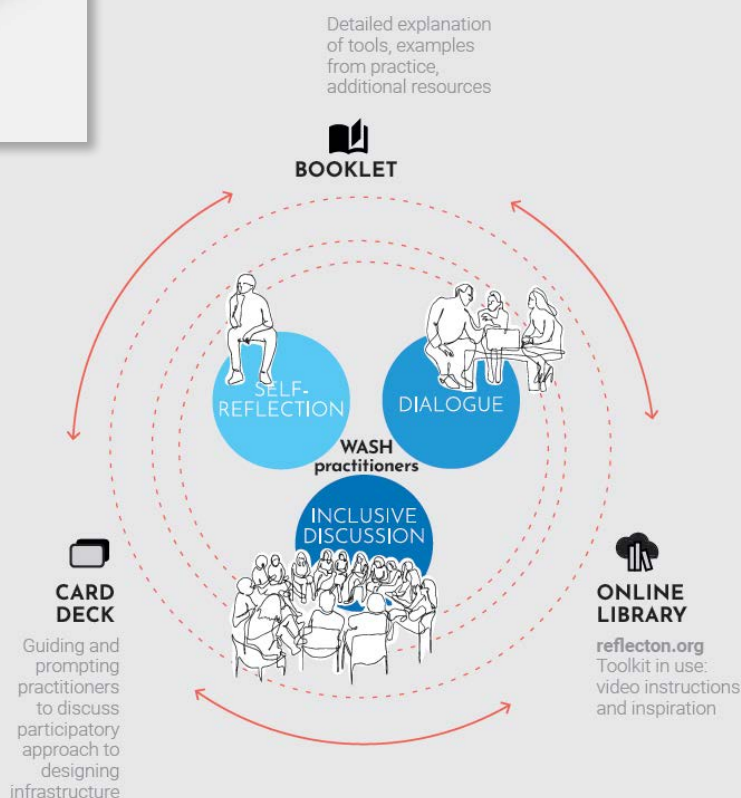 Detailed explanation
of tools, examples
from practice,
additional resources
BOOKLET
SELF-
REFLECTION
DIALOGUE
WASH
practitioners
INCLUSIVE
DISCUSSION
CARD
DECK
Guiding and
prompting
practitioners
to discuss
participatory
approach to
designing
infrastructure
ONLINE
LIBRARY
reflecton.org
Toolkit in use:
video instructions
and inspiration